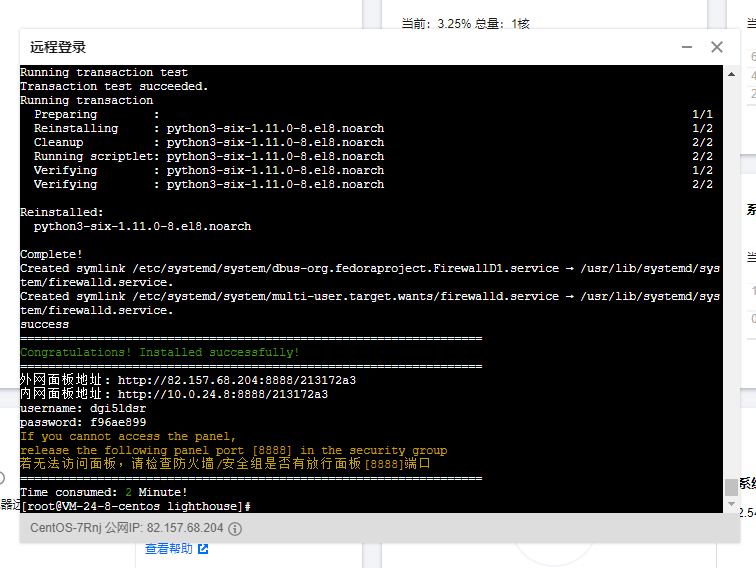 当前：3.25% 总量：1核
远程登录
Running transaction test
Transaction test succeeded.
Running transaction
Preparing : 1/1
Reinstalling : python3-six-1.11.0-8.el8.noarch 1/2
Cleanup : python3-six-1.11.0-8.el8.noarch 2/2
Running scriptlet: python3-six-1.11.0-8.el8.noarch 2/2
Verifying : python3-six-1.11.0-8.el8.noarch 1/2
Verifying : python3-six-1.11.0-8.el8.noarch 2/2
Reinstalled:
python3-six-1.11.0-8.el8.noarch
Complete!
Created symlink /etc/systemd/system/dbus-org.fedoraproject.FirewallD1.service → /usr/lib/systemd/sys
tem/firewalld.service.
Created symlink /etc/systemd/system/multi-user.target.wants/firewalld.service → /usr/lib/systemd/sys
tem/firewalld.service.
success
==================================================================
Congratulations! Installed successfully!
==================================================================
外网面板地址: http://82.157.68.204:8888/213172a3
内网面板地址: http://10.0.24.8:8888/213172a3
username: dgi5ldsr
password: f96ae899
If you cannot access the panel,
release the following panel port [8888] in the security group
若无法访问面板，请检查防火墙/安全组是否有放行面板[8888]端口
==================================================================
Time consumed: 2 Minute!
[root@VM-24-8-centos lighthouse]#
CentOS-7Rnj 公网IP: 82.157.68.204
查看帮助